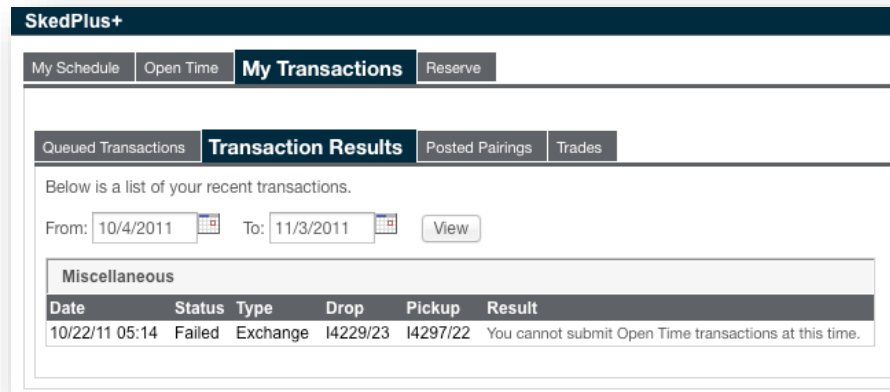 SkedPlus+
My Schedule Open Time My Transactions Reserve
Queued Transactions Transaction Results Posted Pairings Trades
Below is a list of your recent transactions.
From: 10/4/2011 To: 11/3/2011 View
Miscellaneous
Date Status Type Drop Pickup Result
10/22/11 05:14 Failed Exchange I4229/23 I4297/22 You cannot submit Open Time transactions at this time.